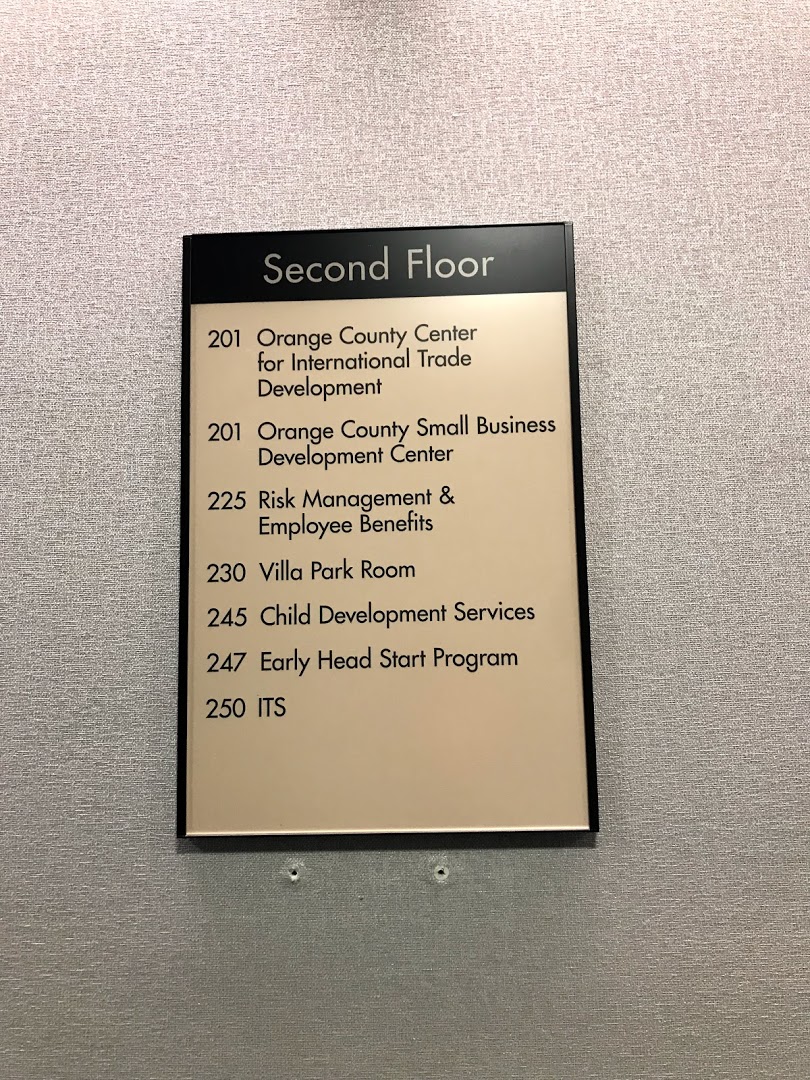 Second Floor
201 Orange County Center
for International Trade
Development
201 Orange County Small Business
Development Center
225 Risk Management &
Employee Benefits
230 Villa Park Room
245 Child Development Services
247 Early Head Start Program
250 ITS